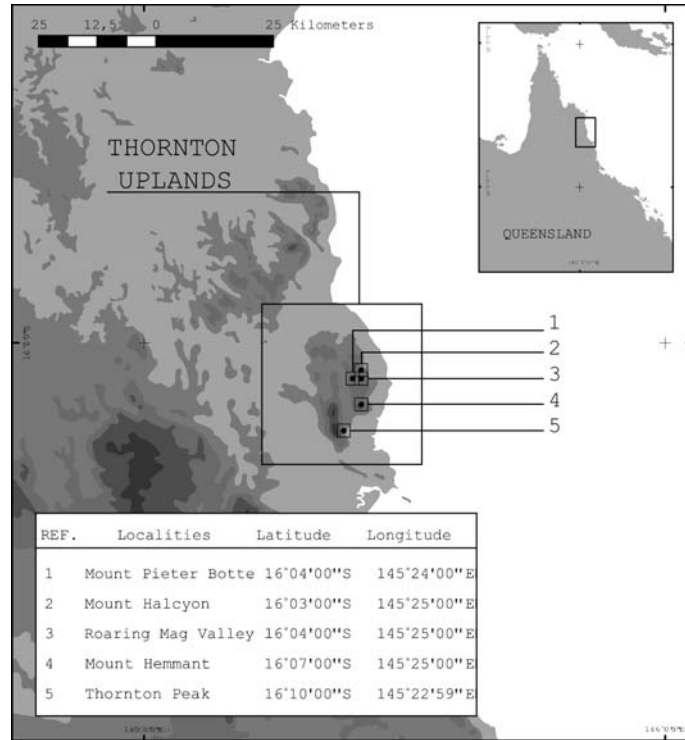 25 12,5 0 25 Kilometers
THORNTON
UPLANDS
QUEENSLAND
1
2
3
4
5
REF. Localities Latitude Longitude
1 Mount Pieter Botte 16°04'00"S 145°24'00"E
2 Mount Halcyon 16°03'00"S 145°25'00"E
3 Roaring Mag Valley 16°04'00"S 145°25'00"E
4 Mount Hemmant 16°07'00"S 145°25'00"E
5 Thornton Peak 16°10'00"S 145°22'59"E